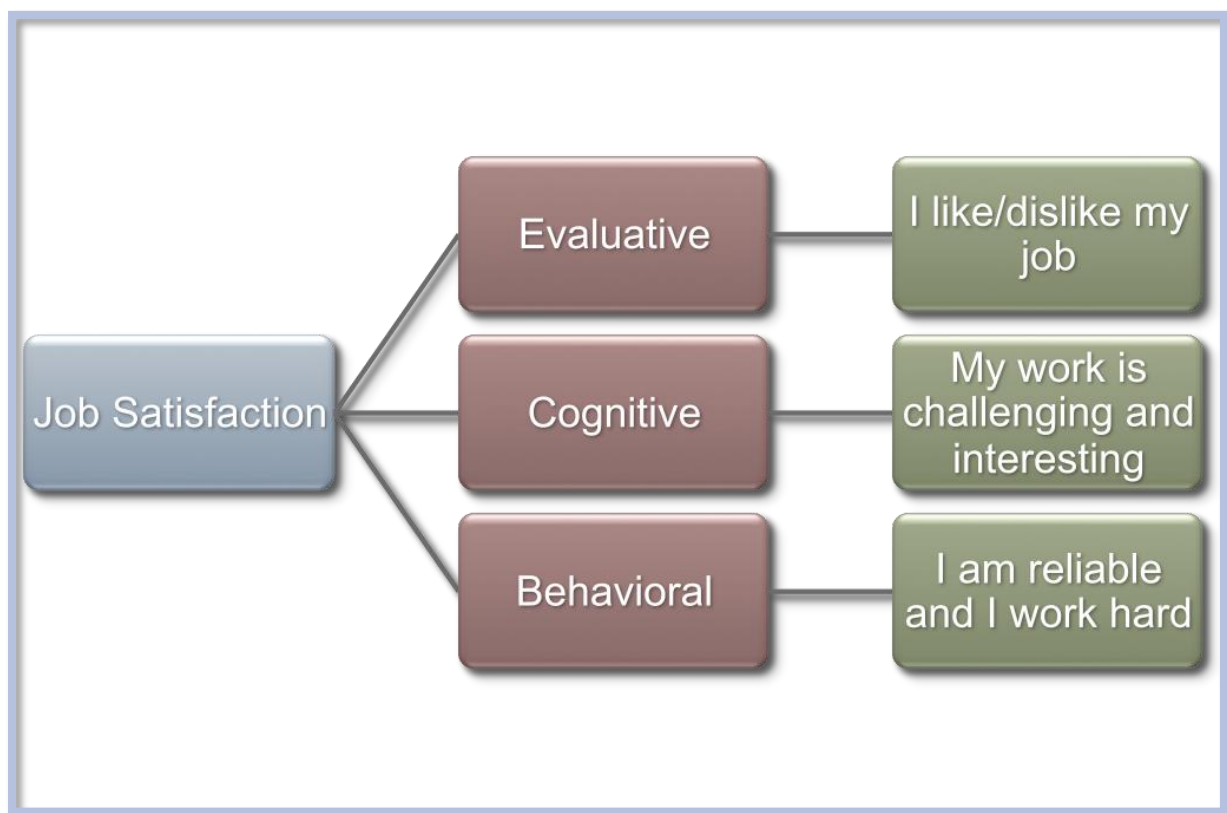 Job Satisfaction
Evaluative
I like/dislike my
job
Cognitive
My work is
challenging and
interesting
Behavioral
I am reliable
and I work hard